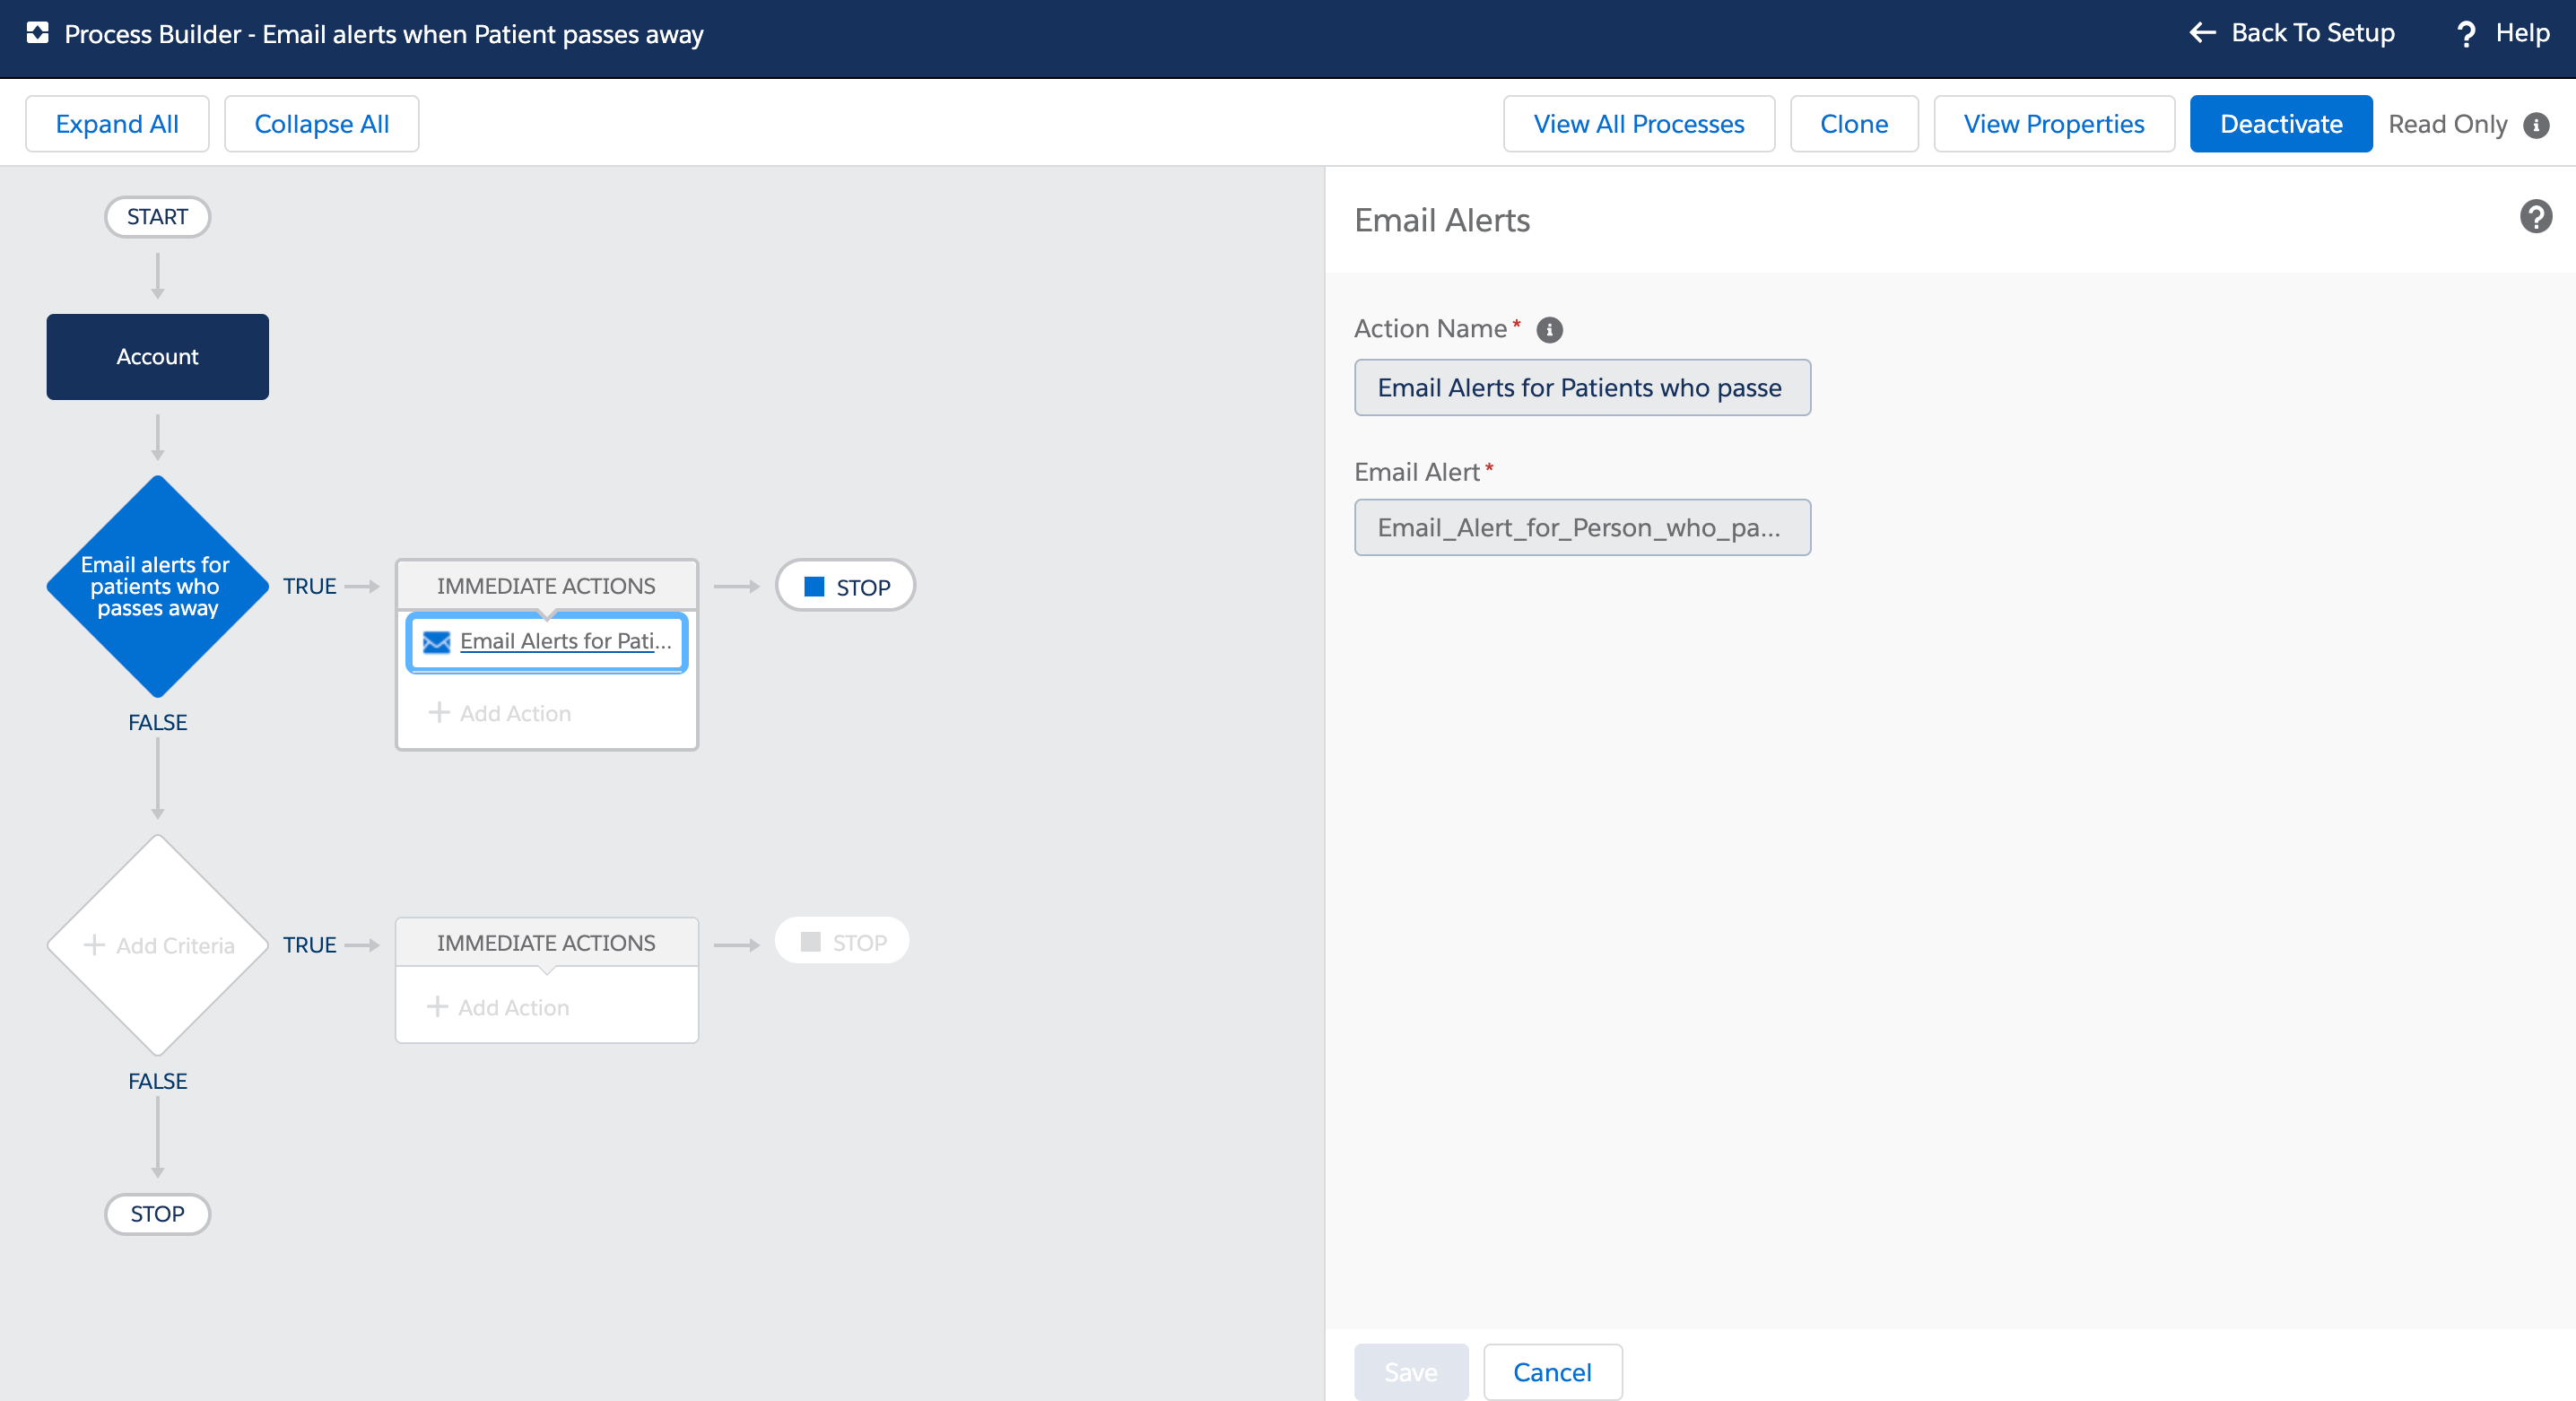 Process Builder - Email alerts when Patient passes away
Back To Setup
? Help
Expand All
Collapse All
View All Processes
Clone
View Properties
Deactivate
Read Only
START
Account
Email alerts for
patients who
passes away
TRUE
IMMEDIATE ACTIONS
STOP
Email Alerts for Pati...
+ Add Action
FALSE
+ Add Criteria
TRUE
IMMEDIATE ACTIONS
STOP
+ Add Action
FALSE
STOP
Email Alerts
?
Action Name*
Email Alerts for Patients who passe
Email Alert*
Email_Alert_for_Person_who_pa...
Save
Cancel